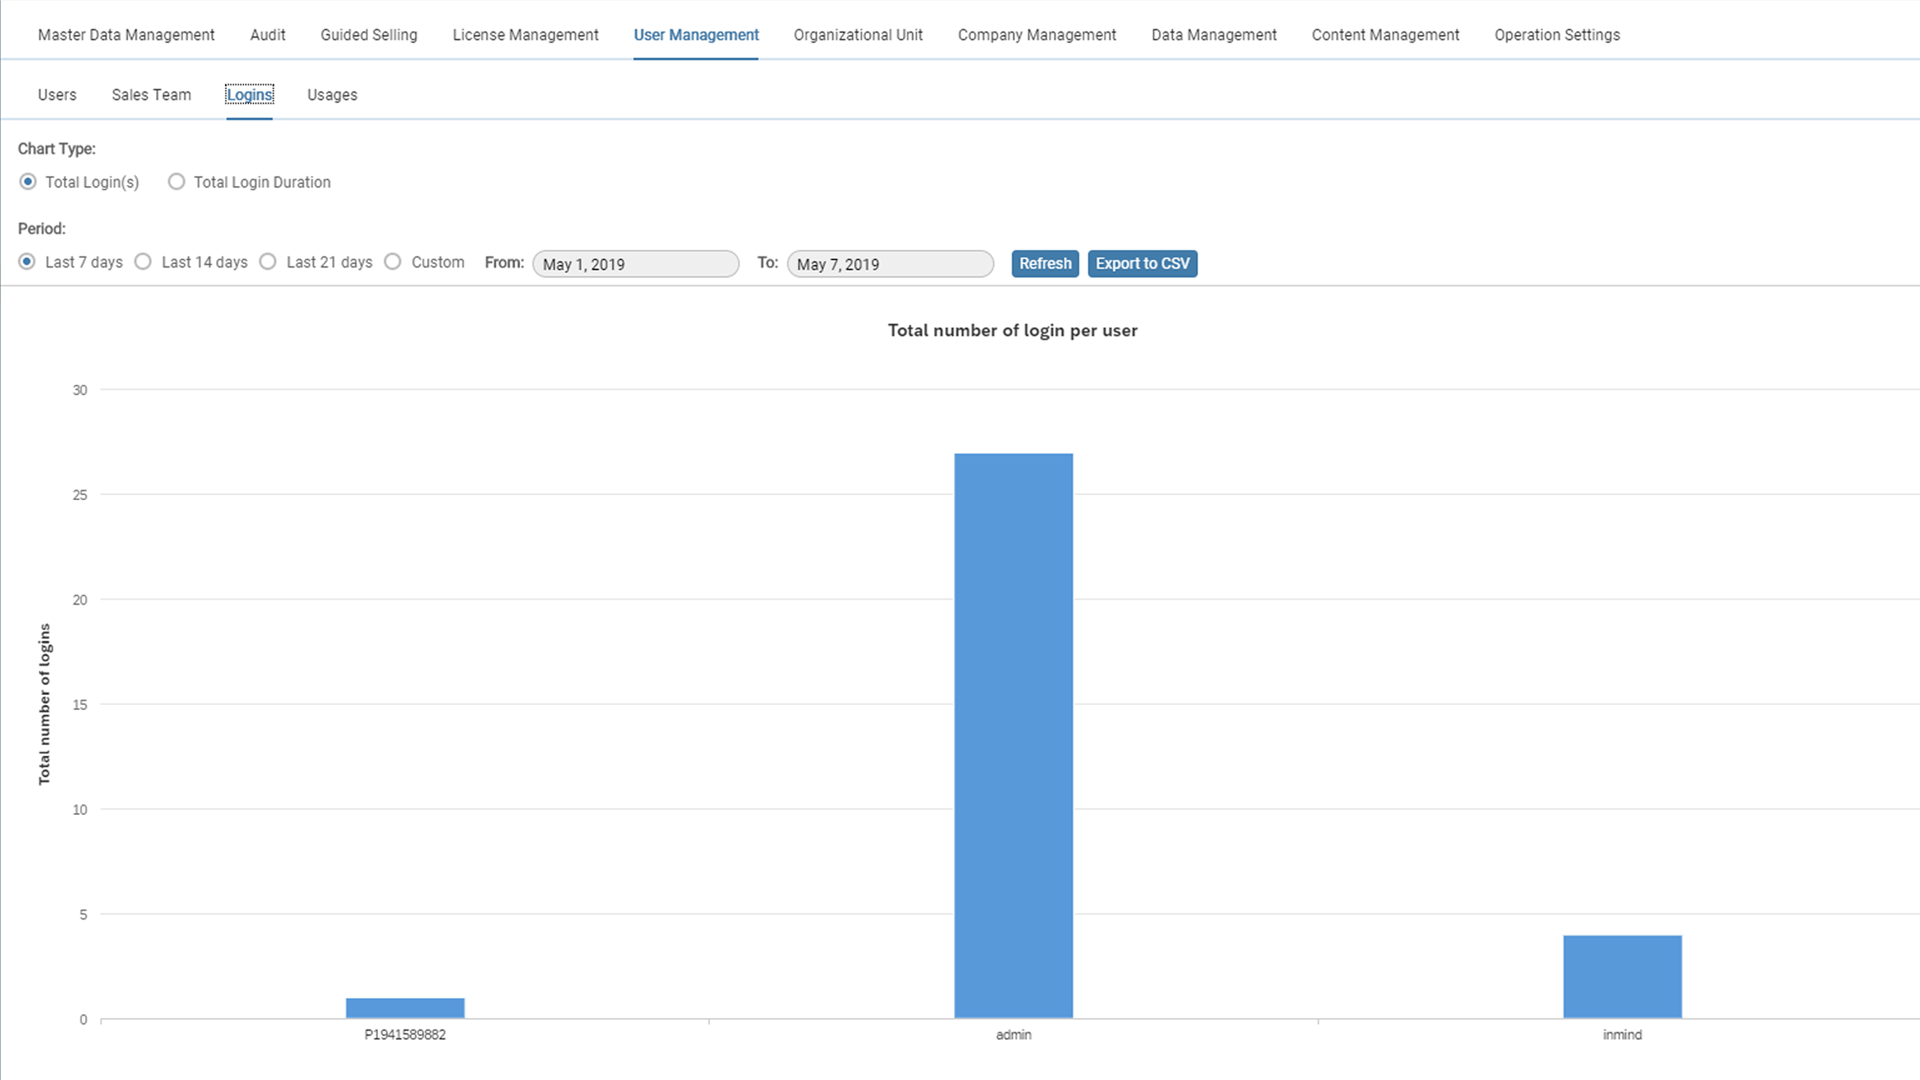 Master Data Management Audit Guided Selling License Management User Management Organizational Unit Company Management Data Management Content Management Operation Settings
Users Sales Team Logins Usages
Chart Type:
Total Login(s) Total Login Duration
Period:
Last 7 days Last 14 days Last 21 days Custom From: May 1, 2019 To: May 7, 2019 Refresh Export to CSV
Total number of login per user
Total number of logins
30
25
20
15
10
5
0
P1941589882 admin inmind